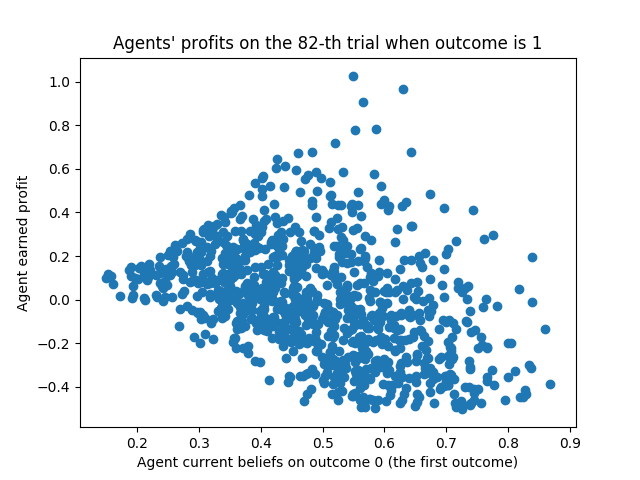 Agents' profits on the 82-th trial when outcome is 1
1.0
0.8
0.6
0.4
0.2
0.0
−0.2
−0.4
Agent earned profit
0.2 0.3 0.4 0.5 0.6 0.7 0.8 0.9
Agent current beliefs on outcome 0 (the first outcome)